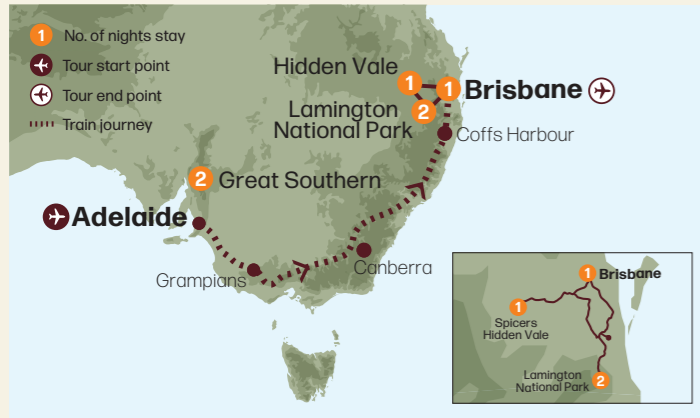 1 No. of nights stay
Tour start point
Tour end point
Train journey
Hidden Vale
1
1
Brisbane
Lamington
National Park
2
Coffs Harbour
2
Great Southern
Adelaide
Grampians
Canberra
1
Brisbane
1
Spicers
Hidden Vale
Lamington
National Park
2